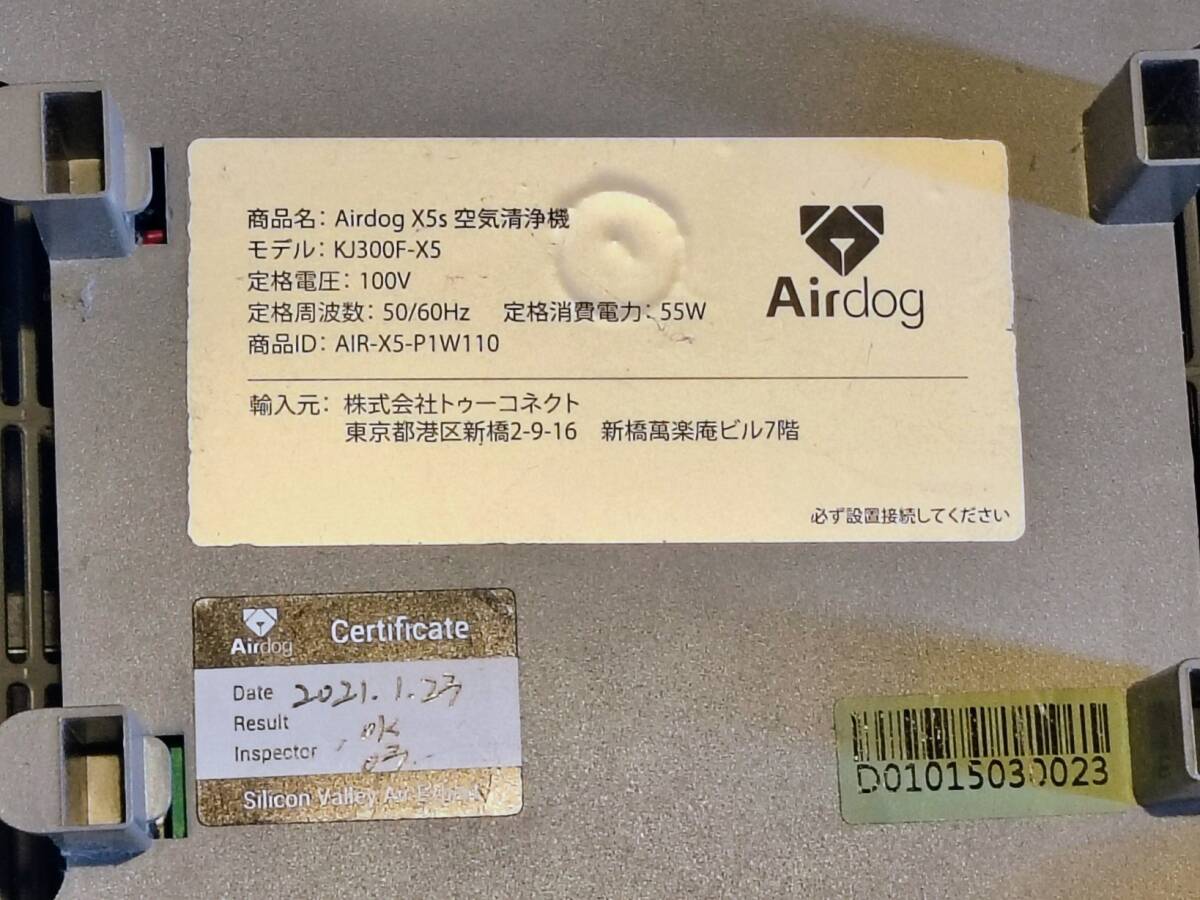 商品名： Airdog X5s 空気清浄機
モデル： KJ300F-X5
定格電圧： 100V
定格周波数： 50/60Hz 定格消費電力： 55W
商品ID： AIR-X5-P1W110
Airdog
輸入元： 株式会社トゥーコネクト
東京都港区新橋2-9-16 新橋萬楽庵ビル7階
必ず設置接続してください
Airdog
Certificate
Date 2021.1.23
Result ok
Inspector
Silicon Valley Air
D01015030023